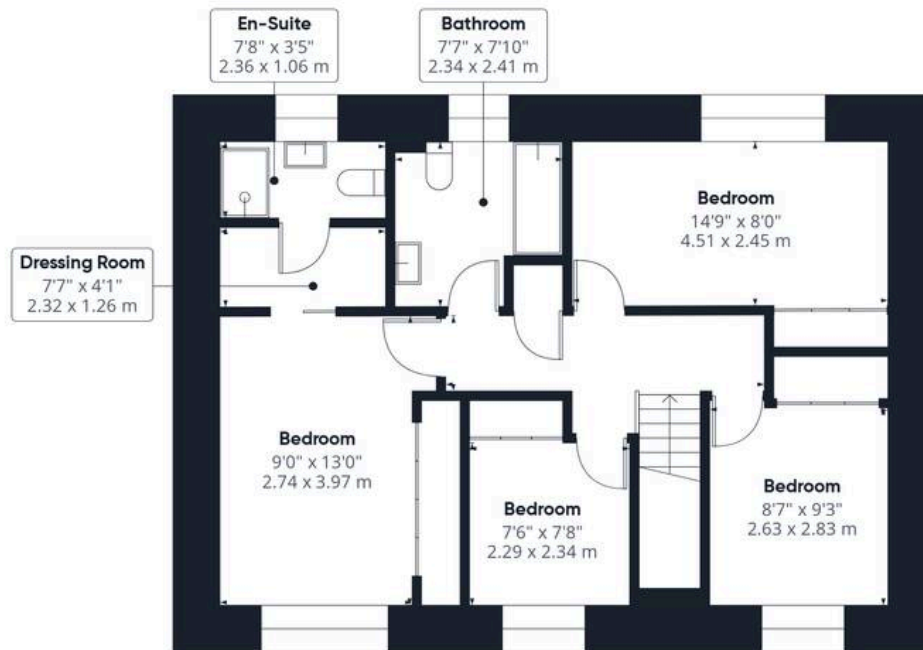 En-Suite
7'8" x 3'5"
2.36 x 1.06 m
Bathroom
7'7" x 7'10"
2.34 x 2.41 m
Bedroom
14'9" x 8'0"
4.51 x 2.45 m
Dressing Room
7'7" x 4'1"
2.32 x 1.26 m
Bedroom
9'0" x 13'0"
2.74 x 3.97 m
Bedroom
7'6" x 7'8"
2.29 x 2.34 m
Bedroom
8'7" x 9'3"
2.63 x 2.83 m